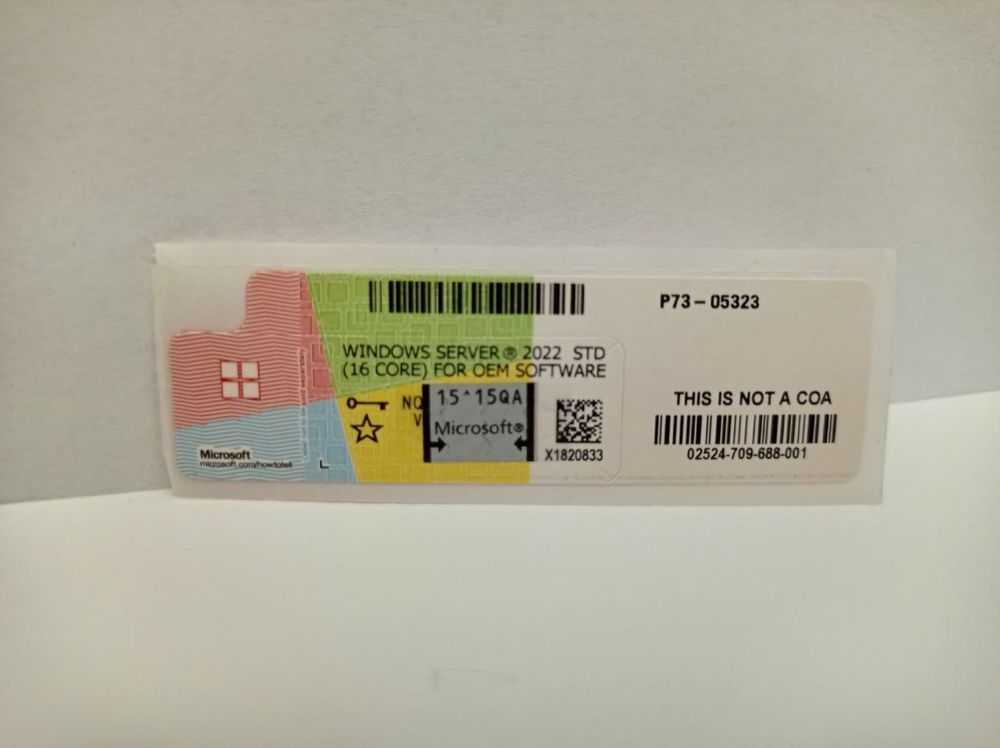 P73-05323
WINDOWS SERVER® 2022 STD
(16 CORE) FOR OEM SOFTWARE
15^15QA
Microsoft®
X1820833
THIS IS NOT A COA
02524-709-688-001
Microsoft
microsoft.com/howtotell
L